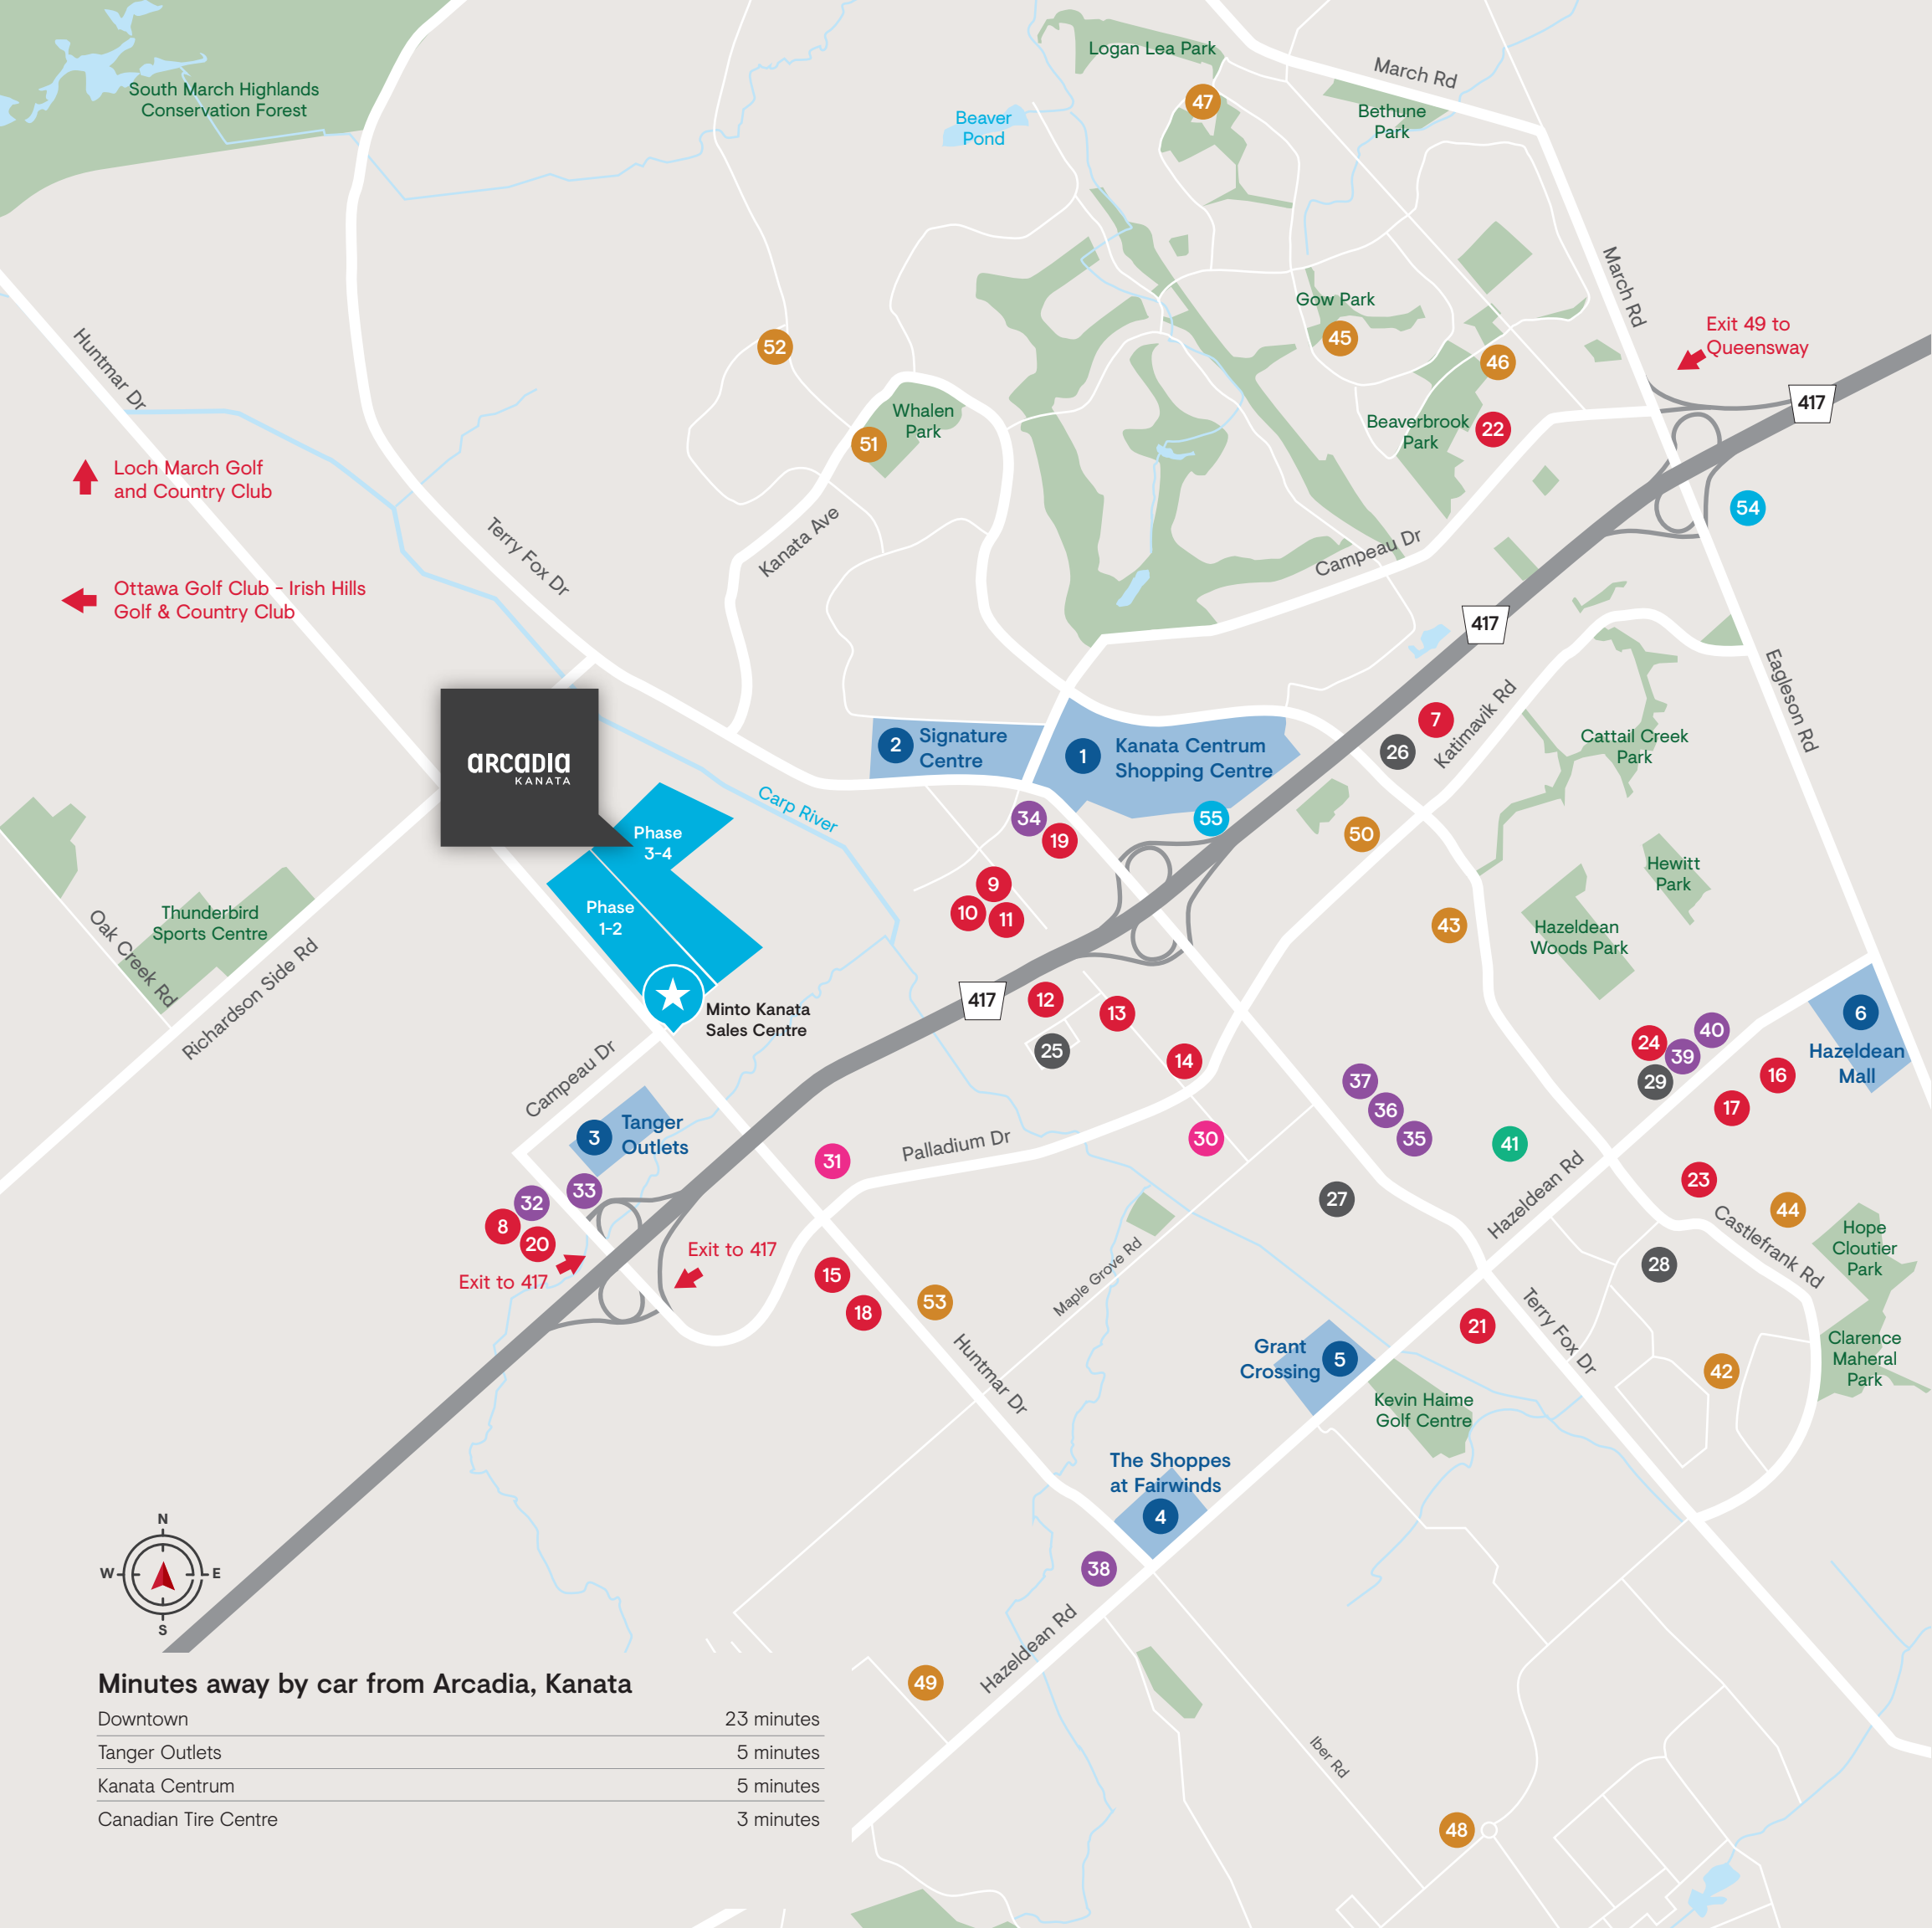 Logan Lea Park
March Rd
South March Highlands
Conservation Forest
47
Bethune
Park
Beaver
Pond
March Rd
Gow Park
Exit 49 to
Queensway
Huntmar Dr
52
45
46
417
Whalen
Park
51
Beaverbrook
Park
22
Loch March Golf
and Country Club
54
Terry Fox Dr
Kanata Ave
Campeau Dr
Ottawa Golf Club - Irish Hills
Golf & Country Club
417
Eagleson Rd
Katimavik Rd
arcadia
KANATA
2
Signature
Centre
1
Kanata Centrum
Shopping Centre
7
26
Cattail Creek
Park
Carp River
34
19
55
50
Phase
3-4
Phase
1-2
9
10
11
43
Hewitt
Park
Hazeldean
Woods Park
Thunderbird
Sports Centre
Oak Creek Rd
Richardson Side Rd
Minto Kanata
Sales Centre
417
12
13
25
14
24
40
39
29
6
Hazeldean
Mall
16
17
Campeau Dr
3
Tanger
Outlets
31
Palladium Dr
30
37
36
35
41
33
32
8
20
27
Hazeldean Rd
23
44
Castlefrank Rd
Hope
Cloutier
Park
Exit to 417
Exit to 417
15
18
53
Maple Grove Rd
28
Huntmar Dr
Grant
Crossing
5
21
Terry Fox Dr
42
Clarence
Maheral
Park
Kevin Haime
Golf Centre
The Shoppes
at Fairwinds
4
38
N
W
E
S
Hazeldean Rd
49
Iber Rd
48
Minutes away by car from Arcadia, Kanata
Downtown 23 minutes
Tanger Outlets 5 minutes
Kanata Centrum 5 minutes
Canadian Tire Centre 3 minutes